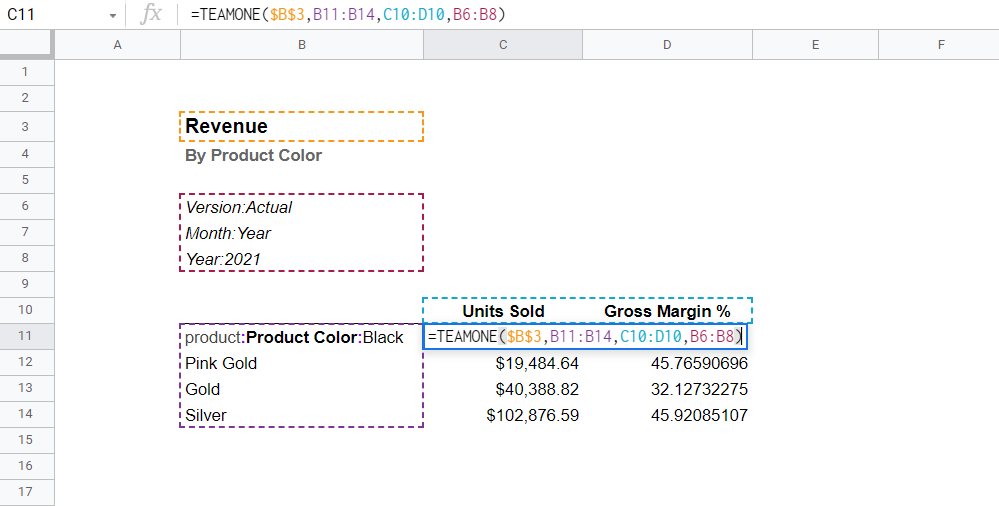 C11 fx =TEAMONE($B$3,B11:B14,C10:D10,B6:B8)
A B C D E F
1
2
3 Revenue
4 By Product Color
5
6 Version:Actual
7 Month:Year
8 Year:2021
9
10 Units Sold Gross Margin %
11 product:Product Color:Black =TEAMONE($B$3,B11:B14,C10:D10,B6:B8)
12 Pink Gold $19,484.64 45.76590696
13 Gold $40,388.82 32.12732275
14 Silver $102,876.59 45.92085107
15
16
17